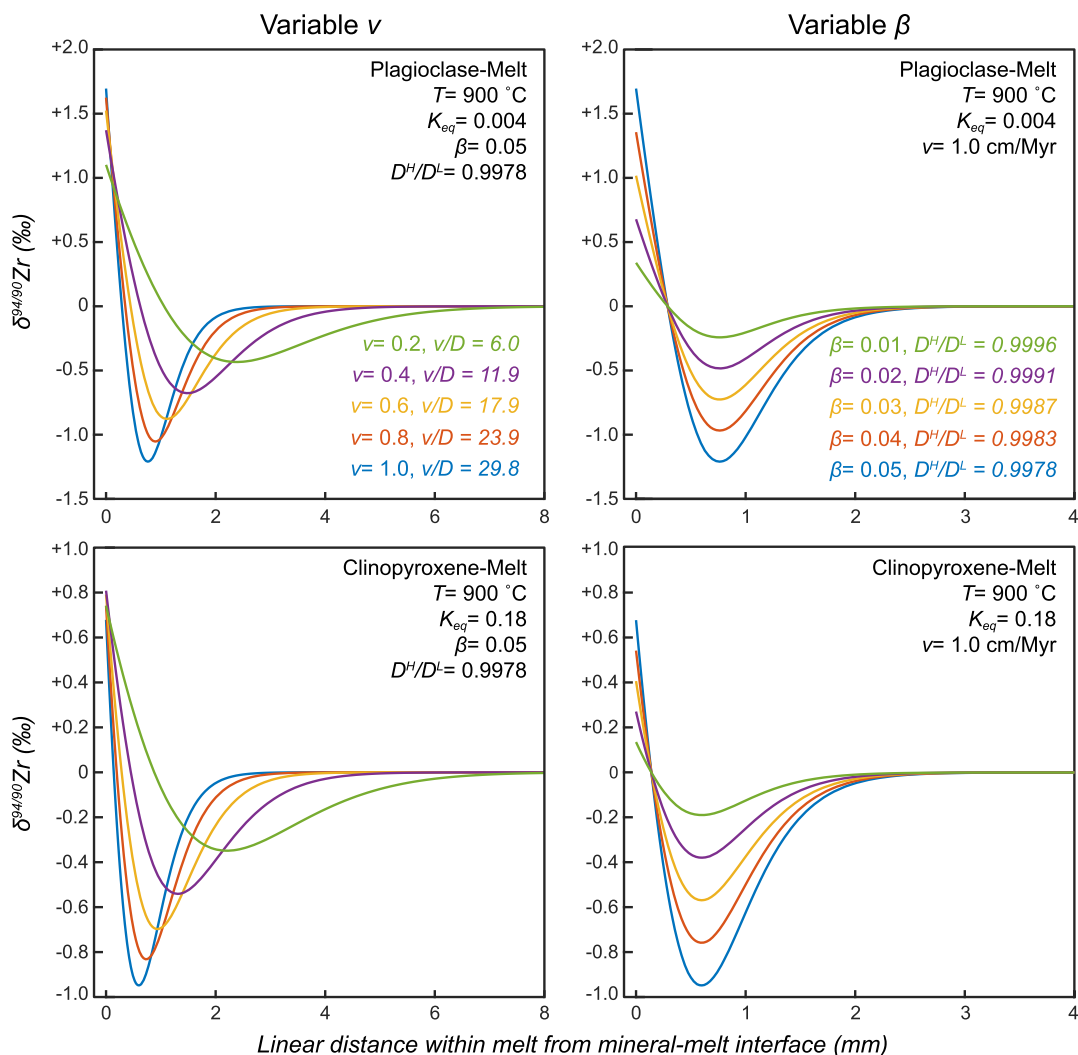 Variable v
Variable β
δ94/90Zr (‰)
+2.0
+1.5
+1.0
+0.5
0
-0.5
-1.0
-1.5
Plagioclase-Melt
T= 900 ˚C
Keq= 0.004
β= 0.05
Dᴴ/Dᴸ= 0.9978
v= 0.2, v/D = 6.0
v= 0.4, v/D = 11.9
v= 0.6, v/D = 17.9
v= 0.8, v/D = 23.9
v= 1.0, v/D = 29.8
0 2 4 6 8
Plagioclase-Melt
T= 900 ˚C
Keq= 0.004
v= 1.0 cm/Myr
β= 0.01, Dᴴ/Dᴸ = 0.9996
β= 0.02, Dᴴ/Dᴸ = 0.9991
β= 0.03, Dᴴ/Dᴸ = 0.9987
β= 0.04, Dᴴ/Dᴸ = 0.9983
β= 0.05, Dᴴ/Dᴸ = 0.9978
0 1 2 3 4
δ94/90Zr (‰)
+1.0
+0.8
+0.6
+0.4
+0.2
0
-0.2
-0.4
-0.6
-0.8
-1.0
Clinopyroxene-Melt
T= 900 ˚C
Keq= 0.18
β= 0.05
Dᴴ/Dᴸ= 0.9978
0 2 4 6 8
Clinopyroxene-Melt
T= 900 ˚C
Keq= 0.18
v= 1.0 cm/Myr
0 1 2 3 4
Linear distance within melt from mineral-melt interface (mm)